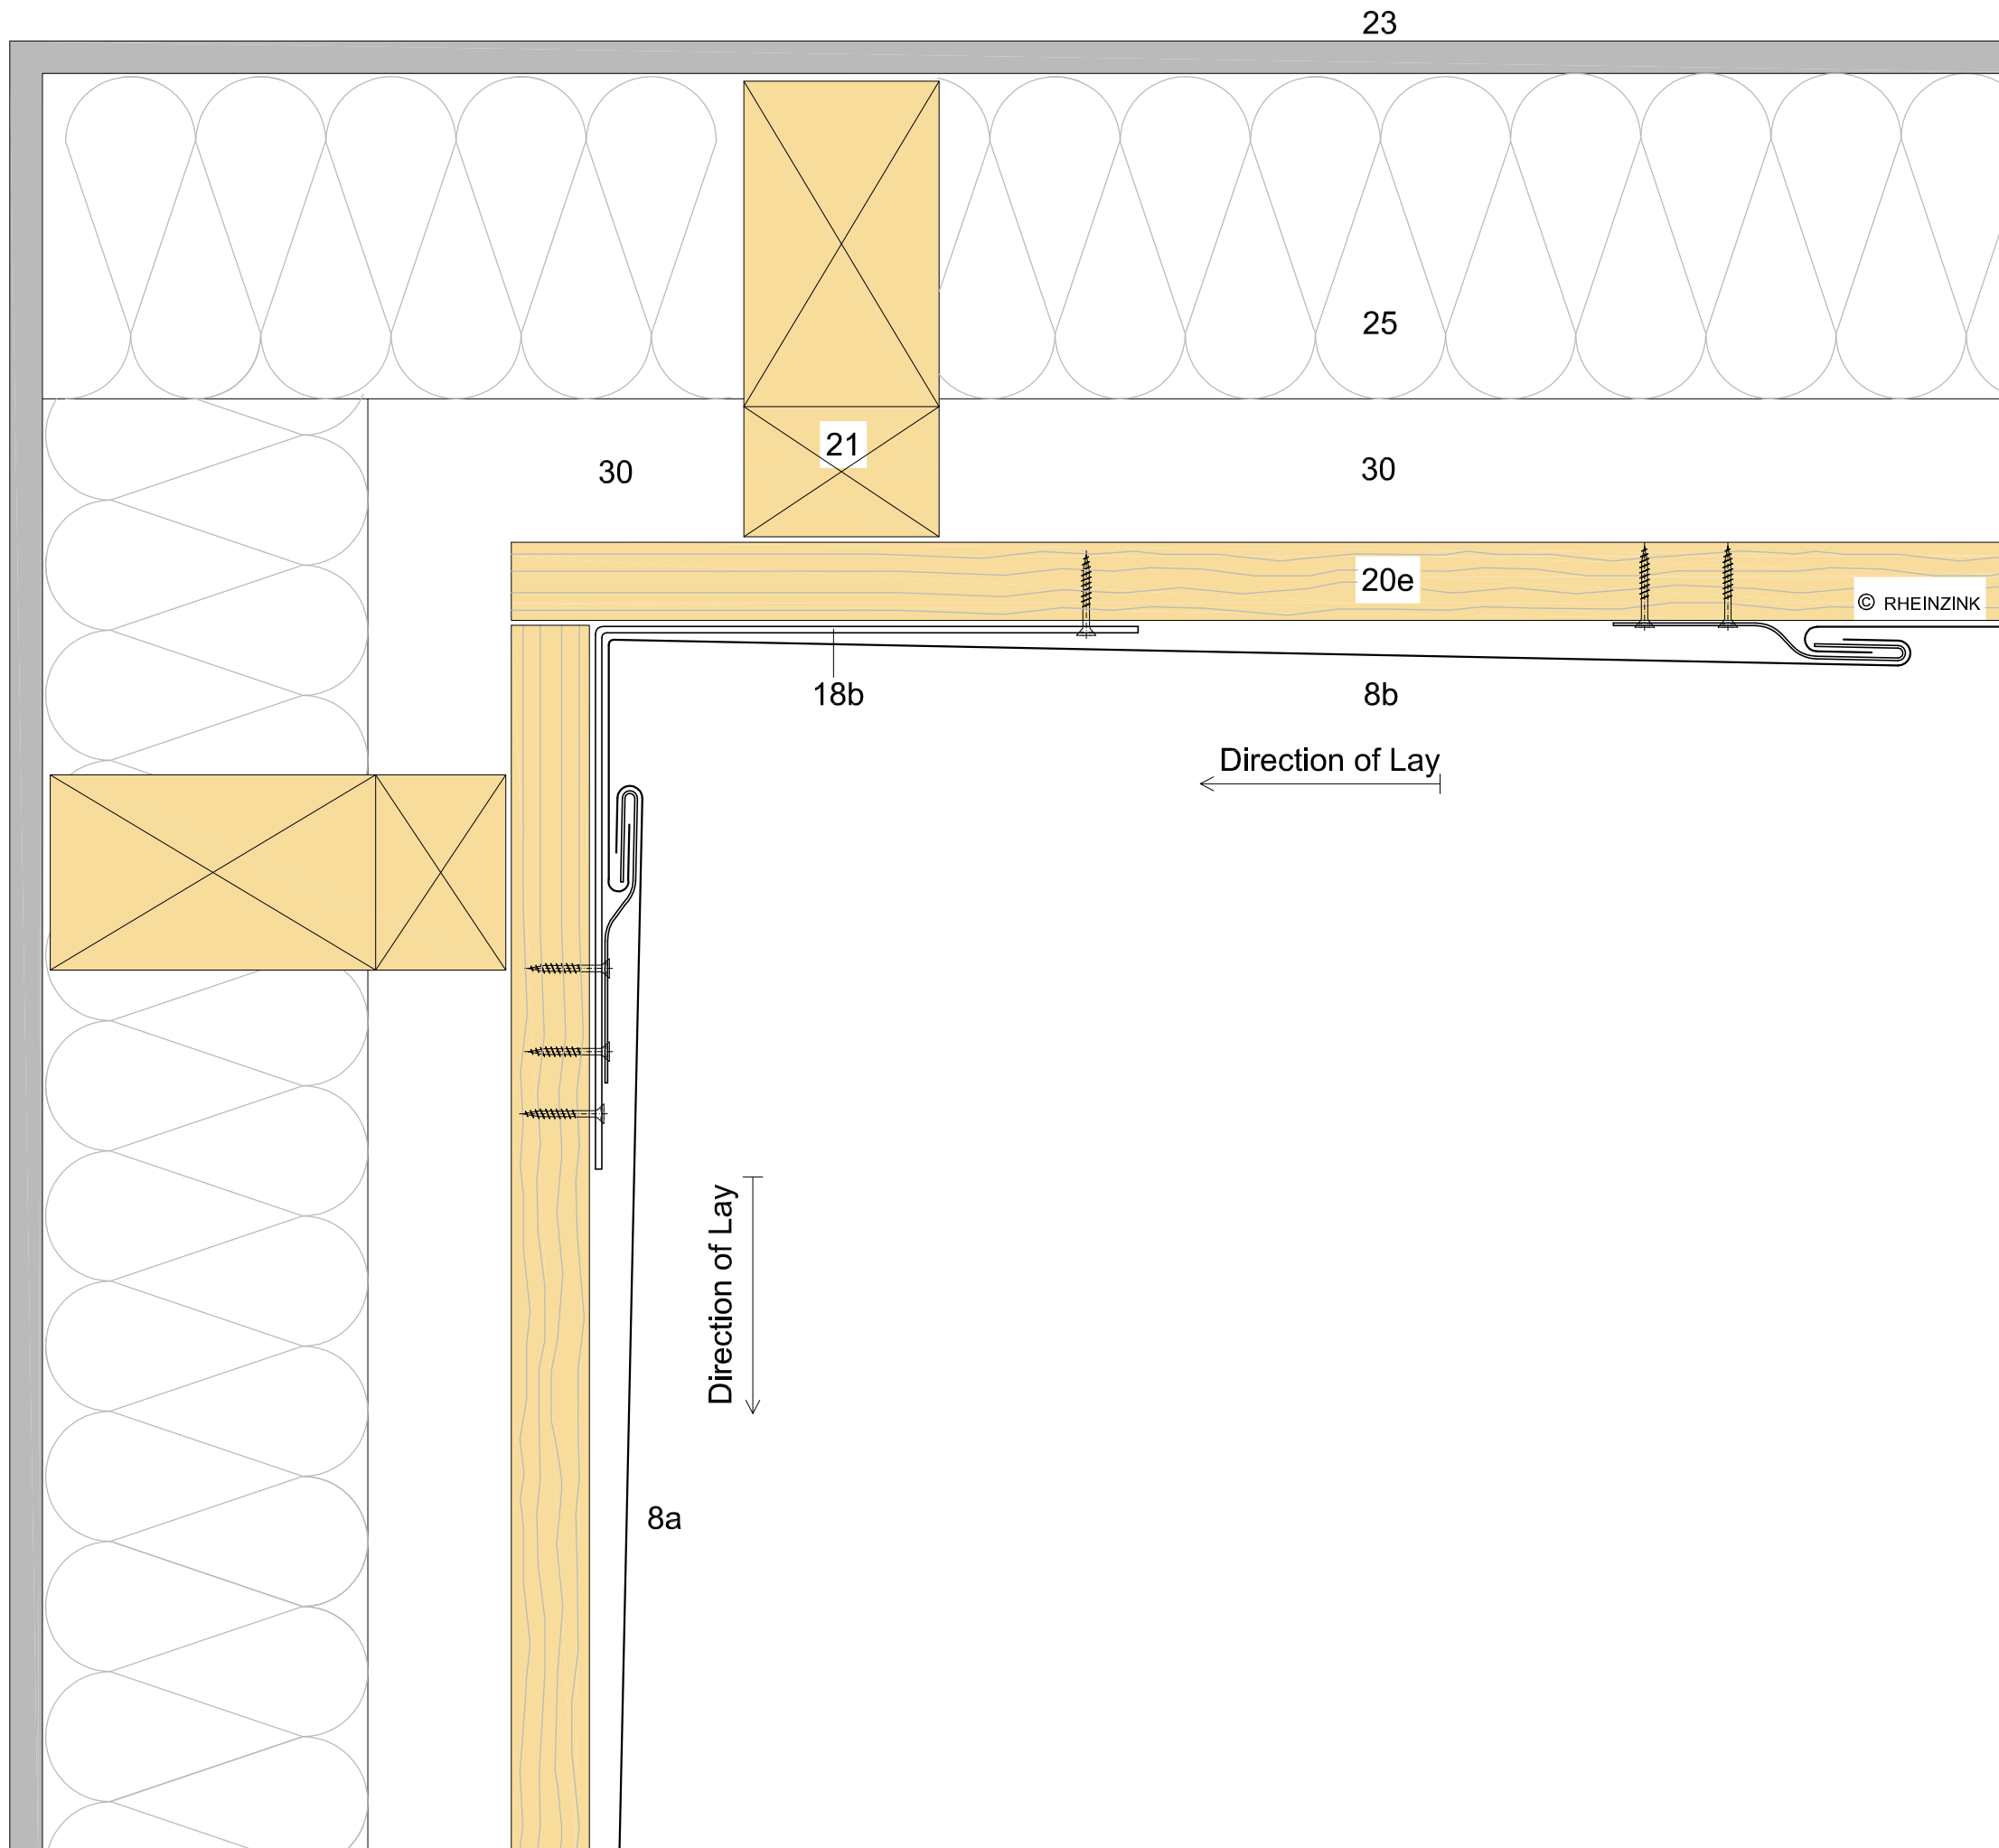 23
25
21
30
30
20e
© RHEINZINK
18b
8b
Direction of Lay
Direction of Lay
8a